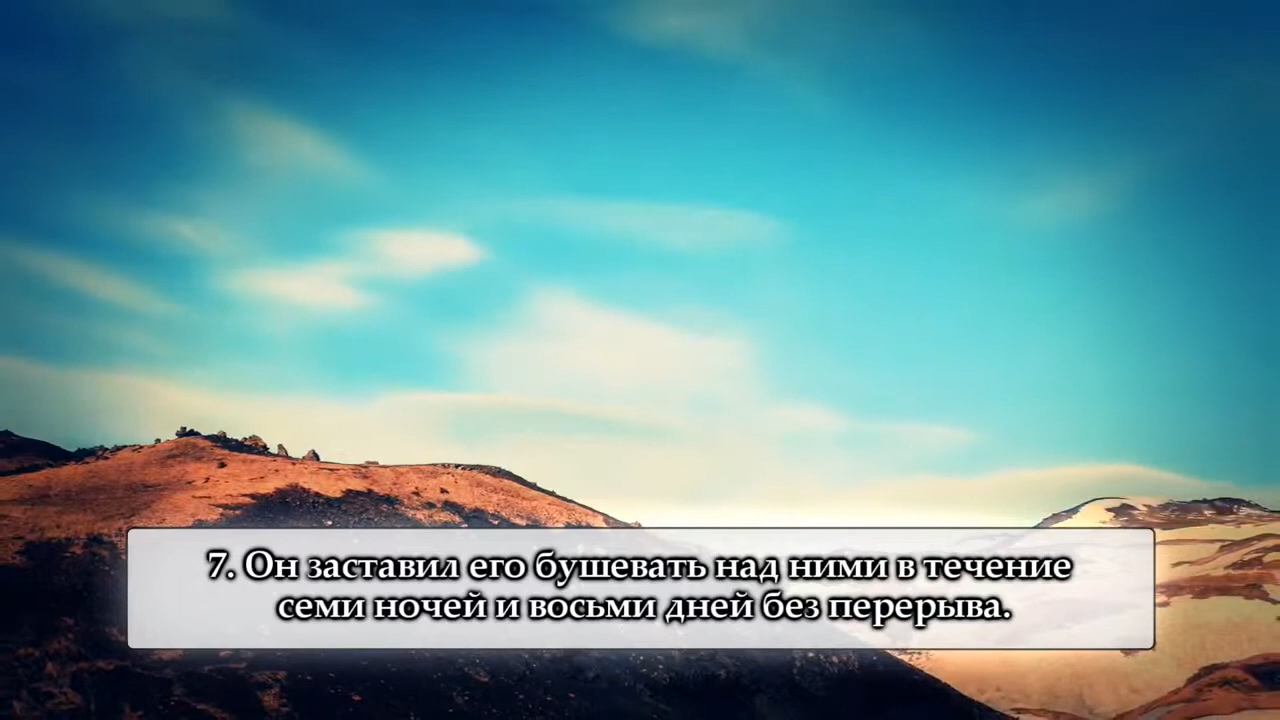 7. Он заставил его бушевать над ними в течение
семи ночей и восьми дней без перерыва.